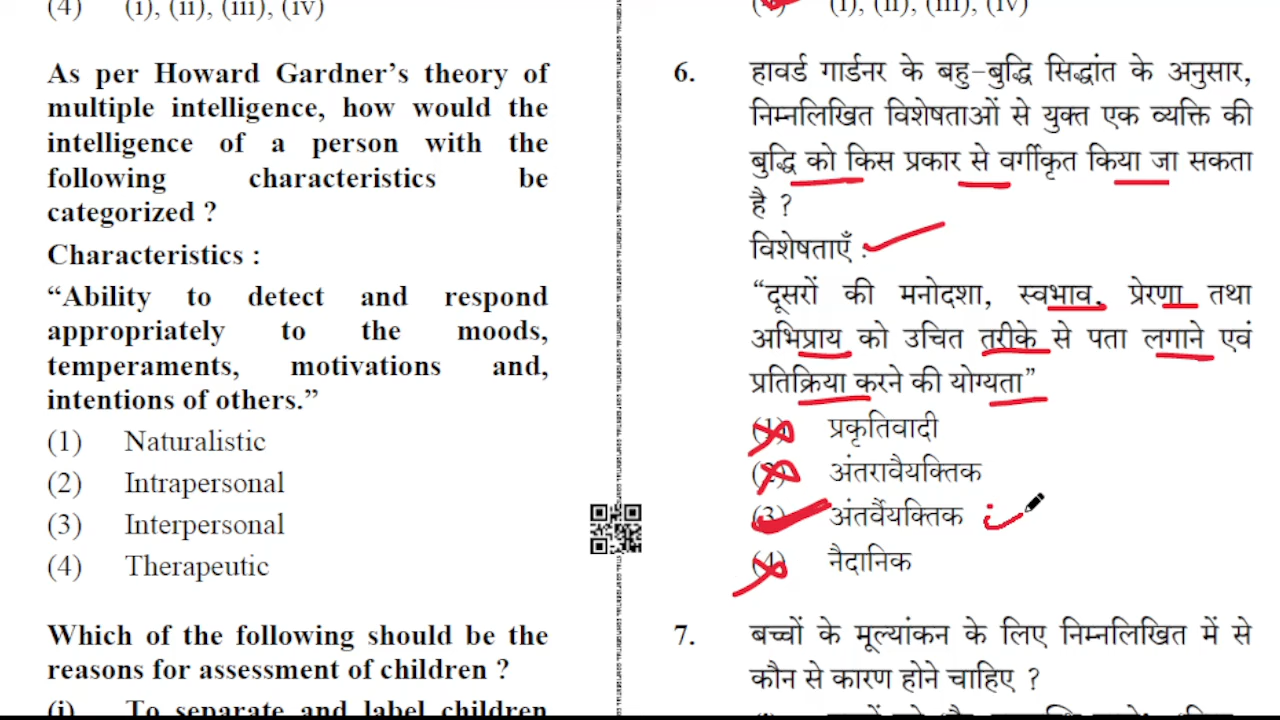 (4) (i), (ii), (iii), (iv)
As per Howard Gardner’s theory of
multiple intelligence, how would the
intelligence of a person with the
following characteristics be
categorized ?
Characteristics :
“Ability to detect and respond
appropriately to the moods,
temperaments, motivations and,
intentions of others.”
(1) Naturalistic
(2) Intrapersonal
(3) Interpersonal
(4) Therapeutic
Which of the following should be the
reasons for assessment of children ?
(i) To separate and label children
(i), (ii), (iii), (iv)
6. हावर्ड गार्डनर के बहु-बुद्धि सिद्धांत के अनुसार,
निम्नलिखित विशेषताओं से युक्त एक व्यक्ति की
बुद्धि को किस प्रकार से वर्गीकृत किया जा सकता
है ?
विशेषताएँ :
“दूसरों की मनोदशा, स्वभाव, प्रेरणा तथा
अभिप्राय को उचित तरीके से पता लगाने एवं
प्रतिक्रिया करने की योग्यता”
(1) प्रकृतिवादी
(2) अंतरावैयक्तिक
(3) अंतर्वैयक्तिक
(4) नैदानिक
7. बच्चों के मूल्यांकन के लिए निम्नलिखित में से
कौन से कारण होने चाहिए ?